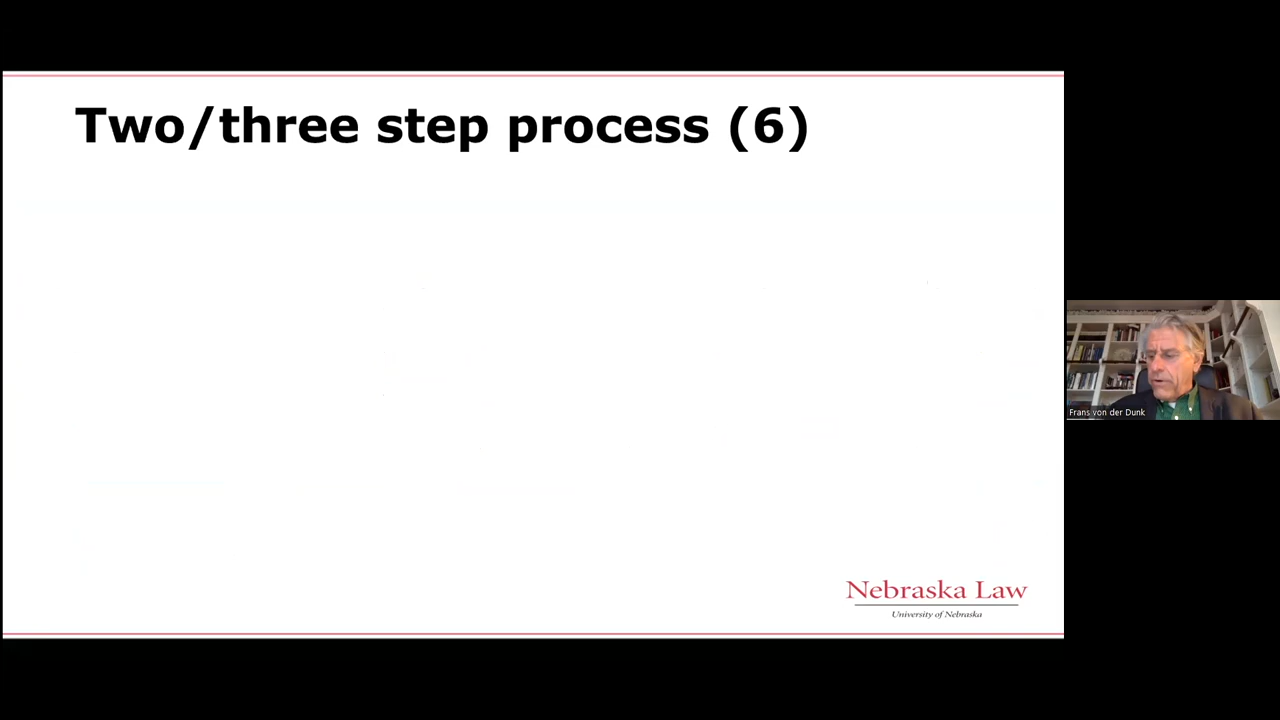 Two/three step process (6)
Frans von der Dunk
Nebraska Law
University of Nebraska